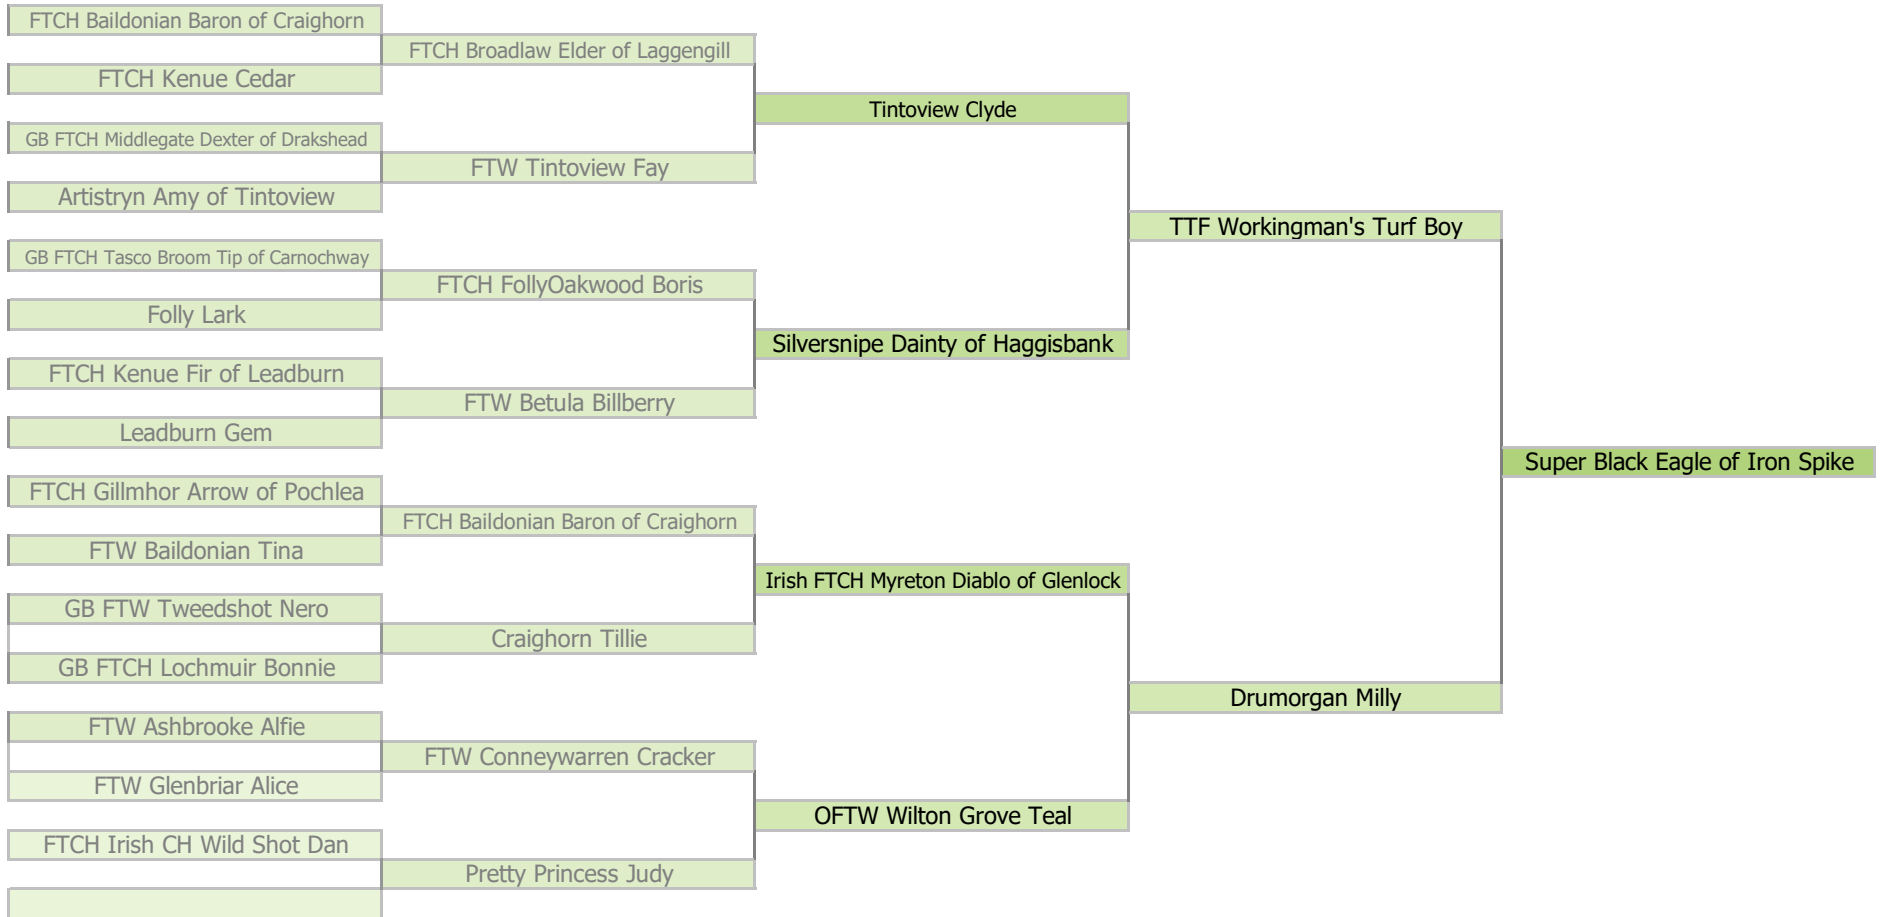 FTCH Baildonian Baron of Craighorn
FTCH Broadlaw Elder of Laggengill
FTCH Kenue Cedar
Tintoview Clyde
GB FTCH Middlegate Dexter of Drakshead
FTW Tintoview Fay
Artistryn Amy of Tintoview
TTF Workingman's Turf Boy
GB FTCH Tasco Broom Tip of Carnochway
FTCH FollyOakwood Boris
Folly Lark
Silversnipe Dainty of Haggisbank
FTCH Kenue Fir of Leadburn
FTW Betula Billberry
Leadburn Gem
Super Black Eagle of Iron Spike
FTCH Gillmhor Arrow of Pochlea
FTCH Baildonian Baron of Craighorn
FTW Baildonian Tina
Irish FTCH Myreton Diablo of Glenlock
GB FTW Tweedshot Nero
Craighorn Tillie
GB FTCH Lochmuir Bonnie
Drumorgan Milly
FTW Ashbrooke Alfie
FTW Conneywarren Cracker
FTW Glenbriar Alice
OFTW Wilton Grove Teal
FTCH Irish CH Wild Shot Dan
Pretty Princess Judy